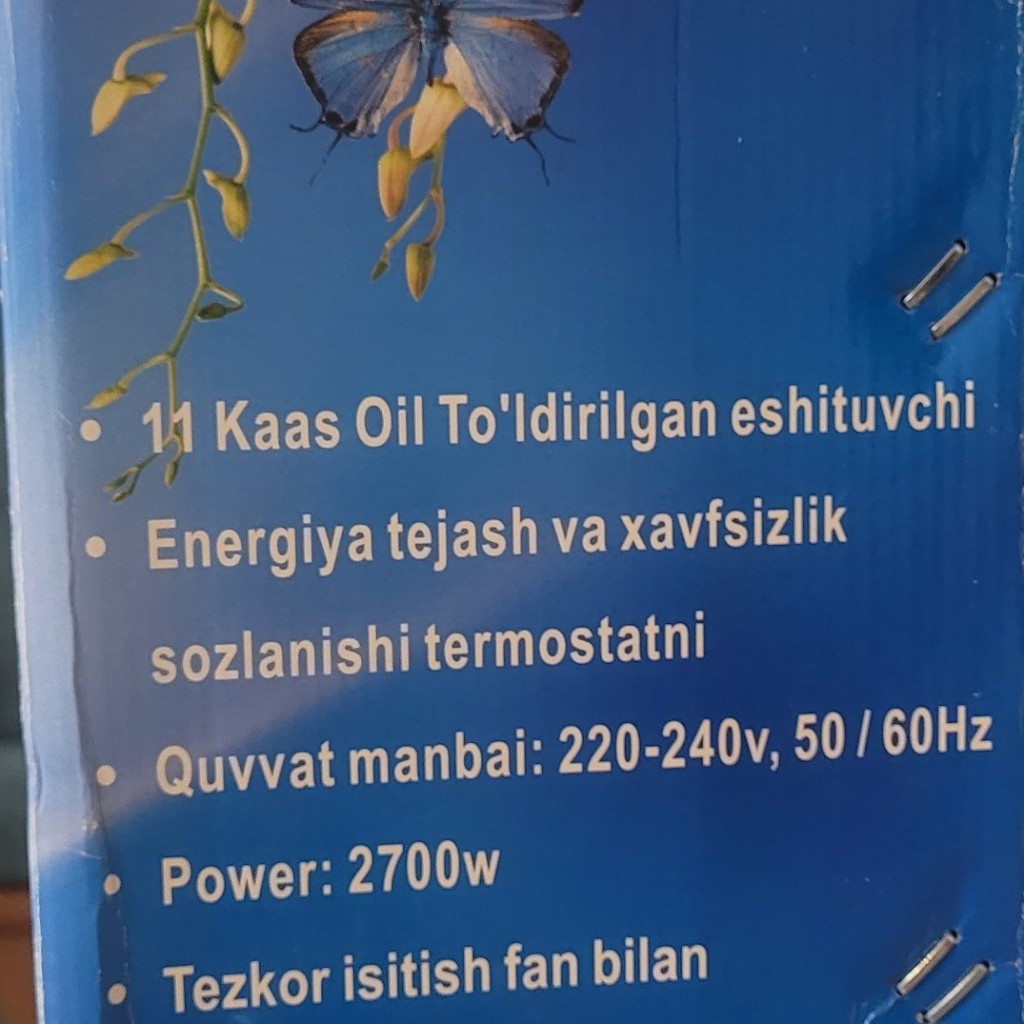 • 11 Kaas Oil To'ldirilgan eshituvchi
• Energiya tejash va xavfsizlik
sozlanishi termostatni
• Quvvat manbai: 220-240v, 50 / 60Hz
• Power: 2700w
• Tezkor isitish fan bilan